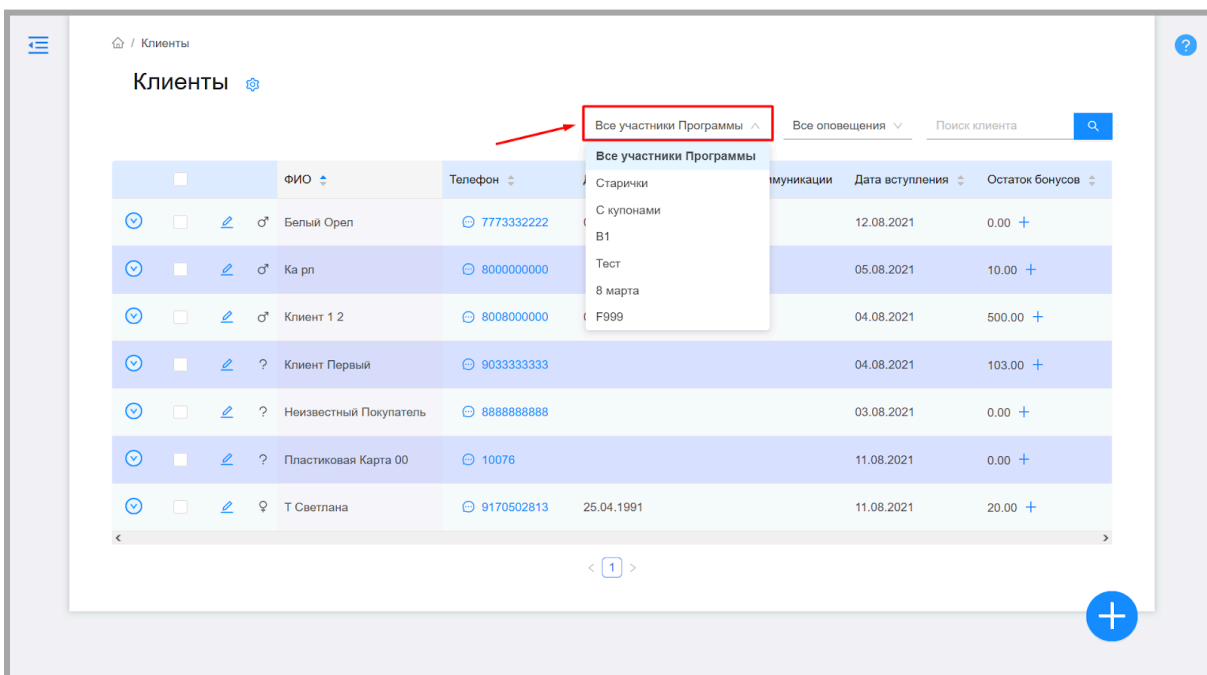 / Клиенты
?
Клиенты
Все участники Программы Все оповещения Поиск клиента
Все участники Программы
Старички
С купонами
В1
Тест
8 марта
F999
ФИО Телефон Дата вступления Остаток бонусов
Белый Орел 7773332222 12.08.2021 0.00 +
Ка рл 8000000000 05.08.2021 10.00 +
Клиент 1 2 8008000000 04.08.2021 500.00 +
? Клиент Первый 9033333333 04.08.2021 103.00 +
? Неизвестный Покупатель 8888888888 03.08.2021 0.00 +
? Пластиковая Карта 00 10076 11.08.2021 0.00 +
Т Светлана 9170502813 25.04.1991 11.08.2021 20.00 +
< 1 >
+